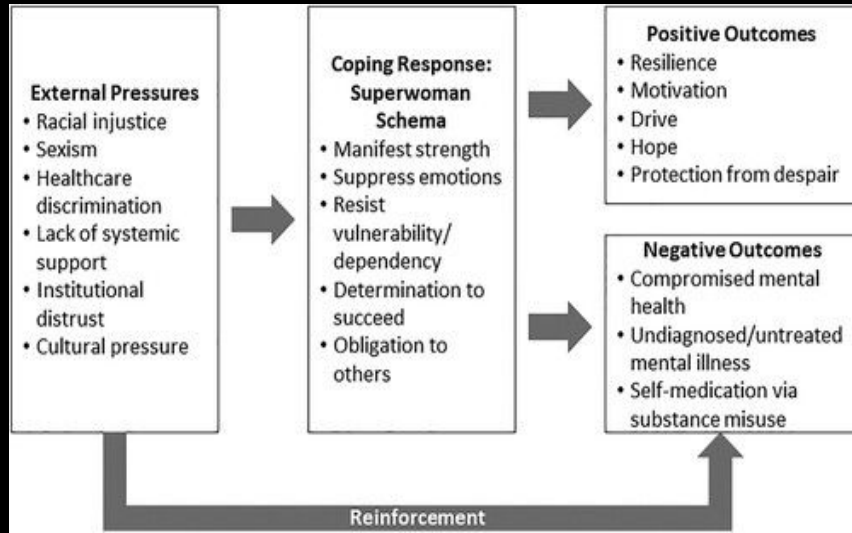 External Pressures
• Racial injustice
• Sexism
• Healthcare
discrimination
• Lack of systemic
support
• Institutional
distrust
• Cultural pressure
Coping Response:
Superwoman
Schema
• Manifest strength
• Suppress emotions
• Resist
vulnerability/
dependency
• Determination to
succeed
• Obligation to
others
Positive Outcomes
• Resilience
• Motivation
• Drive
• Hope
• Protection from despair
Negative Outcomes
• Compromised mental
health
• Undiagnosed/untreated
mental illness
• Self-medication via
substance misuse
Reinforcement